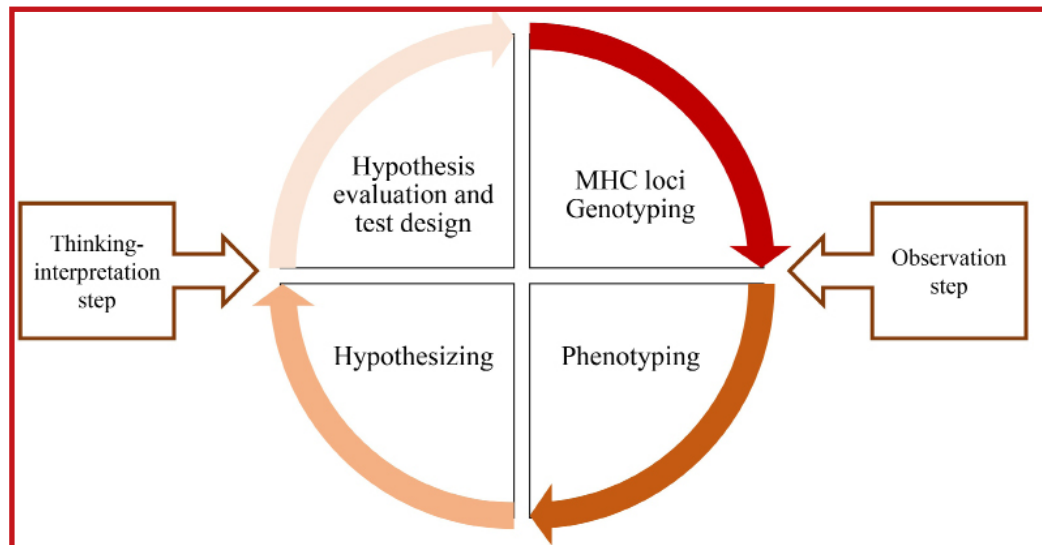 Hypothesis
evaluation and
test design
MHC loci
Genotyping
Thinking-
interpretation
step
Observation
step
Hypothesizing
Phenotyping